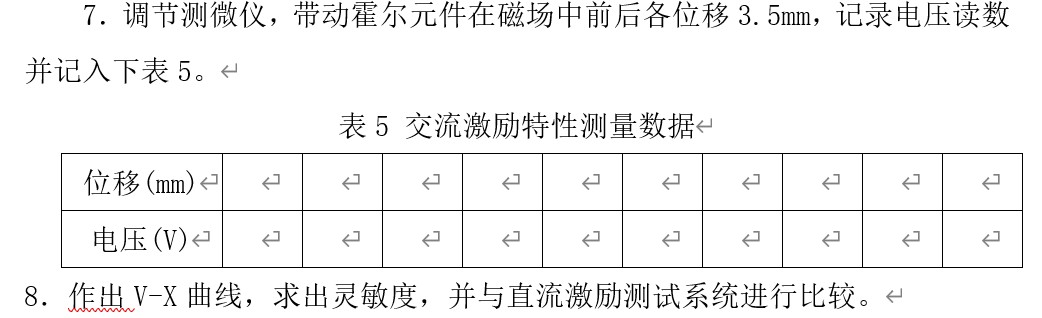 7．调节测微仪，带动霍尔元件在磁场中前后各位移 3.5mm，记录电压读数
并记入下表 5。
表 5 交流激励特性测量数据
位移(mm)
电压(V)
8．作出 V-X 曲线，求出灵敏度，并与直流激励测试系统进行比较。